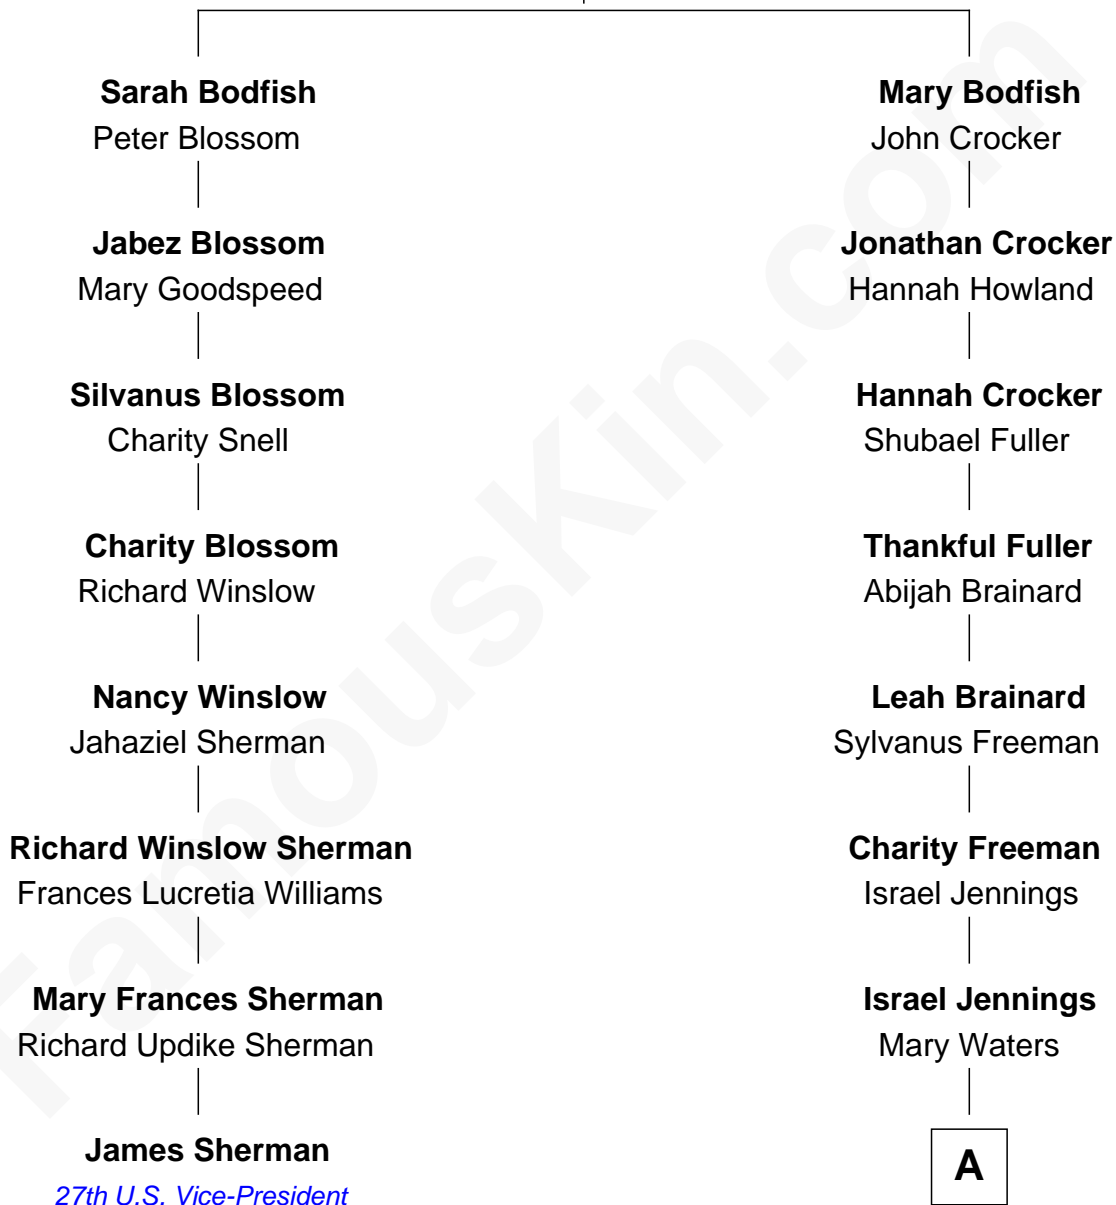 Sarah Bodfish
Peter Blossom
Jabez Blossom
Mary Goodspeed
Silvanus Blossom
Charity Snell
Charity Blossom
Richard Winslow
Nancy Winslow
Jahaziel Sherman
Richard Winslow Sherman
Frances Lucretia Williams
Mary Frances Sherman
Richard Updike Sherman
James Sherman
27th U.S. Vice-President
Mary Bodfish
John Crocker
Jonathan Crocker
Hannah Howland
Hannah Crocker
Shubael Fuller
Thankful Fuller
Abijah Brainard
Leah Brainard
Sylvanus Freeman
Charity Freeman
Israel Jennings
Israel Jennings
Mary Waters
A
FamousKin.com